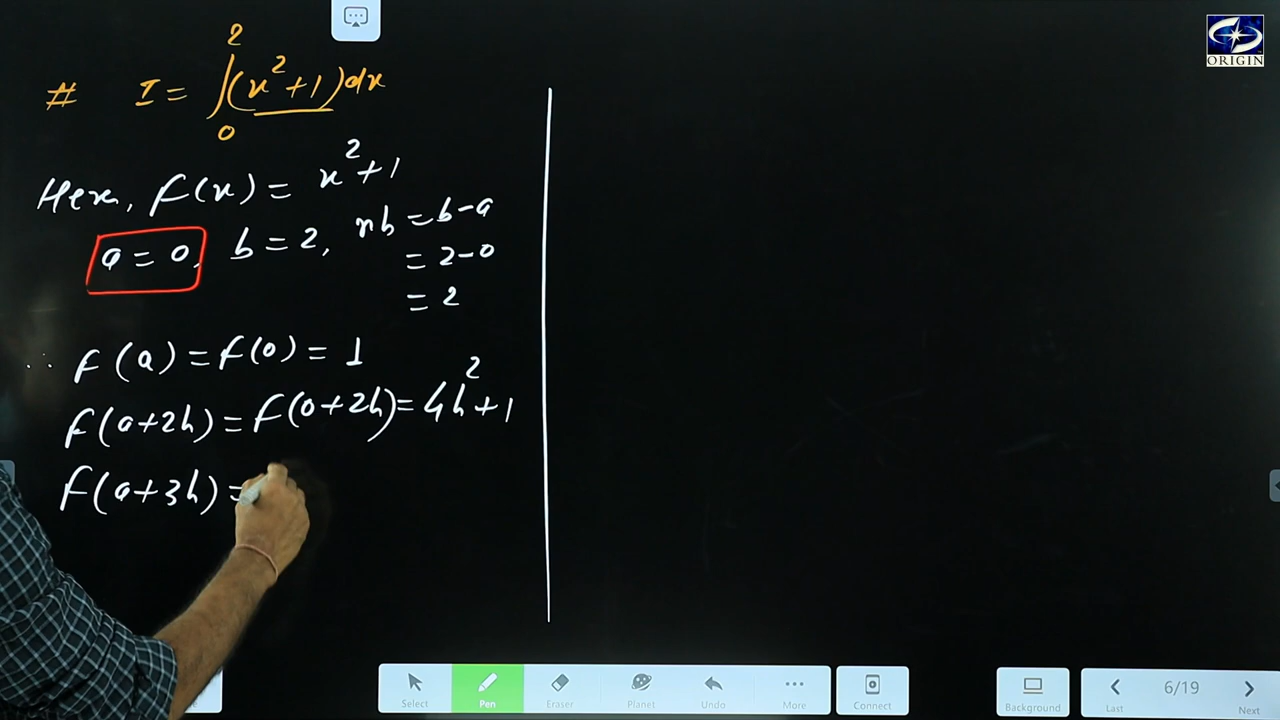 # I = ∫₀² (x²+1)dx
Here, f(x) = x²+1
a = 0, b = 2, nh = b-a
= 2-0
= 2
∴ f(a) = f(0) = 1
f(a+2h) = f(0+2h) = 4h²+1
f(a+3h) =
ORIGIN
Select
Pen
Eraser
Planet
Undo
More
Connect
Background
Last
6/19
Next